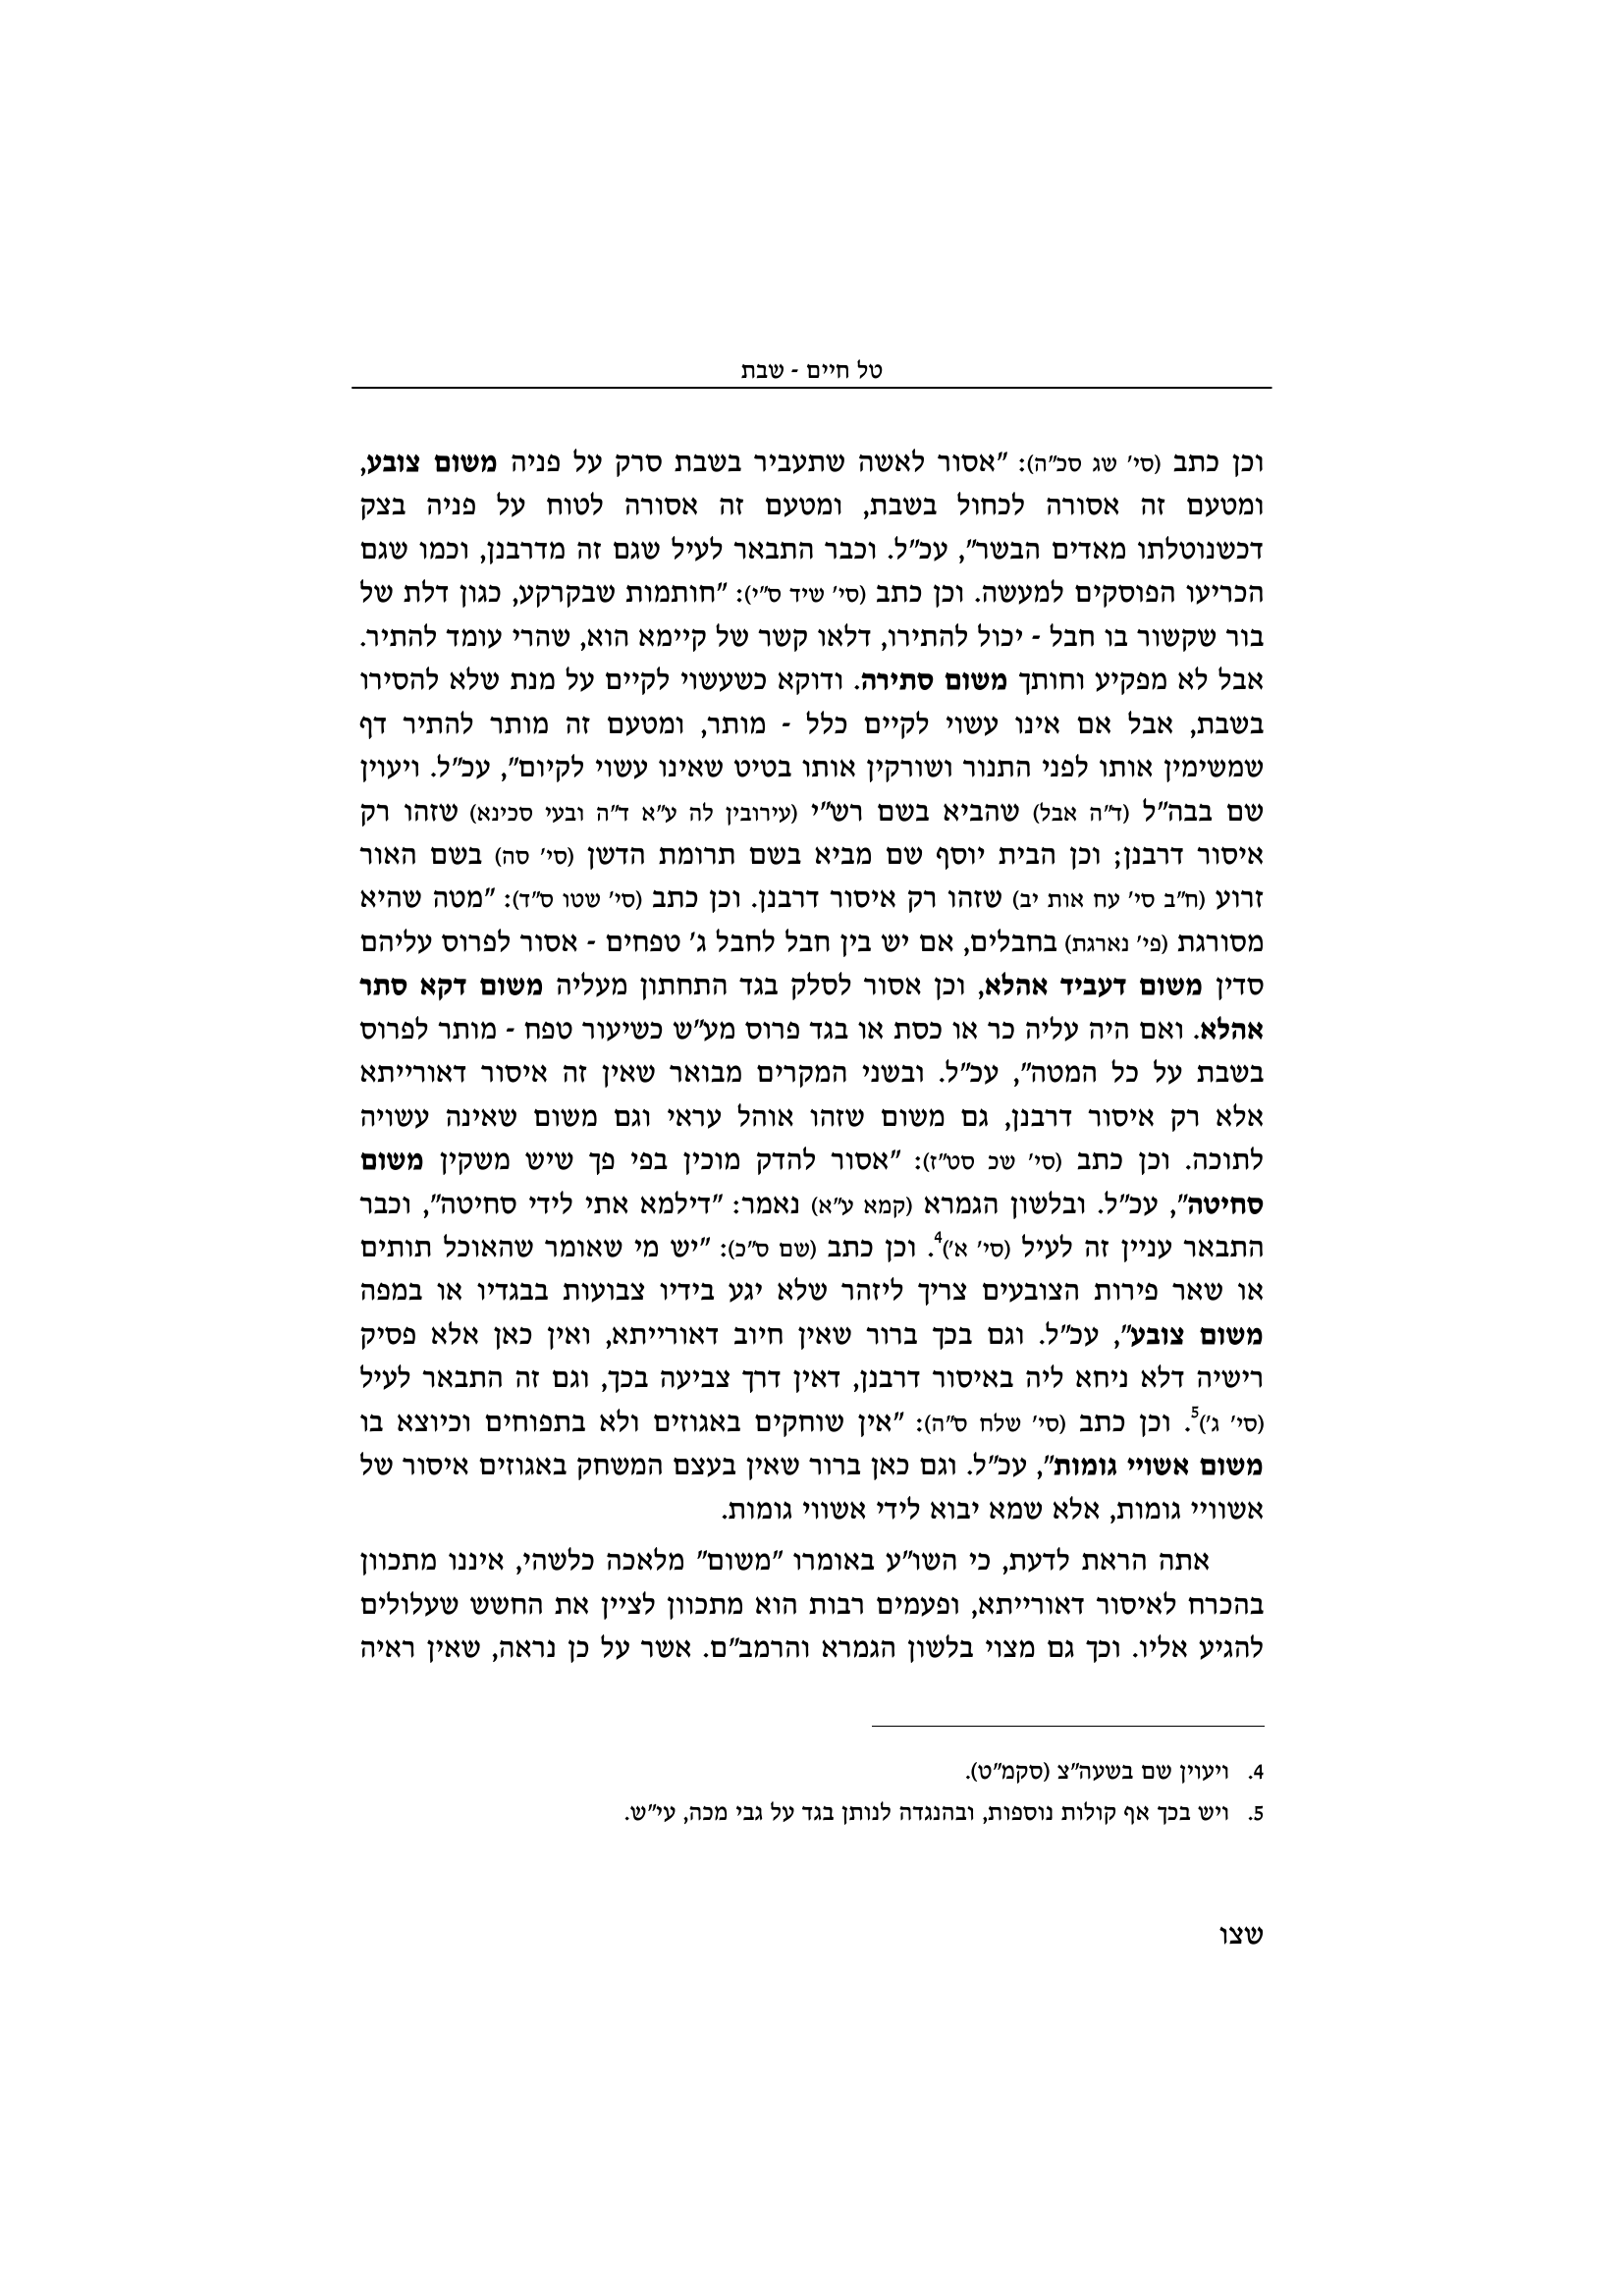 טל חיים - שבת
וכן כתב (סי' שג סכ"ה): "אסור לאשה שתעביר בשבת סרק על פניה משום צובע,
ומטעם זה אסורה לכחול בשבת, ומטעם זה אסורה לטוח על פניה בצק
דכשנוטלתו מאדים הבשר", עכ"ל. וכבר התבאר לעיל שגם זה מדרבנן, וכמו שגם
הכריעו הפוסקים למעשה. וכן כתב (סי' שיד ס"י): "חותמות שבקרקע, כגון דלת של
בור שקשור בו חבל - יכול להתירו, דלאו קשר של קיימא הוא, שהרי עומד להתיר.
אבל לא מפקיע וחותך משום סתירה. ודוקא כשעשוי לקיים על מנת שלא להסירו
בשבת, אבל אם אינו עשוי לקיים כלל - מותר, ומטעם זה מותר להתיר דף
שמשימין אותו לפני התנור ושורקין אותו בטיט שאינו עשוי לקיום", עכ"ל. ויעוין
שם בבה"ל (ד"ה אבל) שהביא בשם רש"י (עירובין לה ע"א ד"ה ובעי סכינא) שזהו רק
איסור דרבנן; וכן הבית יוסף שם מביא בשם תרומת הדשן (סי' סה) בשם האור
זרוע (ח"ב סי' עח אות יב) שזהו רק איסור דרבנן. וכן כתב (סי' שטו ס"ד): "מטה שהיא
מסורגת (פי' נארגת) בחבלים, אם יש בין חבל לחבל ג' טפחים - אסור לפרוס עליהם
סדין משום דעביד אהלא, וכן אסור לסלק בגד התחתון מעליה משום דקא סתר
אהלא. ואם היה עליה כר או כסת או בגד פרוס מע"ש כשיעור טפח - מותר לפרוס
בשבת על כל המטה", עכ"ל. ובשני המקרים מבואר שאין זה איסור דאורייתא
אלא רק איסור דרבנן, גם משום שזהו אוהל עראי וגם משום שאינה עשויה
לתוכה. וכן כתב (סי' שכ סט"ז): "אסור להדק מוכין בפי פך שיש משקין משום
סחיטה", עכ"ל. ובלשון הגמרא (קמא ע"א) נאמר: "דילמא אתי לידי סחיטה", וכבר
התבאר עניין זה לעיל (סי' א')4. וכן כתב (שם ס"כ): "יש מי שאומר שהאוכל תותים
או שאר פירות הצובעים צריך ליזהר שלא יגע בידיו צבועות בבגדיו או במפה
משום צובע", עכ"ל. וגם בכך ברור שאין חיוב דאורייתא, ואין כאן אלא פסיק
רישיה דלא ניחא ליה באיסור דרבנן, דאין דרך צביעה בכך, וגם זה התבאר לעיל
(סי' ג')5. וכן כתב (סי' שלח ס"ה): "אין שוחקים באגוזים ולא בתפוחים וכיוצא בו
משום אשויי גומות", עכ"ל. וגם כאן ברור שאין בעצם המשחק באגוזים איסור של
אשוויי גומות, אלא שמא יבוא לידי אשווי גומות.
אתה הראת לדעת, כי השו"ע באומרו "משום" מלאכה כלשהי, איננו מתכוון
בהכרח לאיסור דאורייתא, ופעמים רבות הוא מתכוון לציין את החשש שעלולים
להגיע אליו. וכך גם מצוי בלשון הגמרא והרמב"ם. אשר על כן נראה, שאין ראיה
4. ויעוין שם בשעה"צ (סקמ"ט).
5. ויש בכך אף קולות נוספות, ובהנגדה לנותן בגד על גבי מכה, עי"ש.
שצו